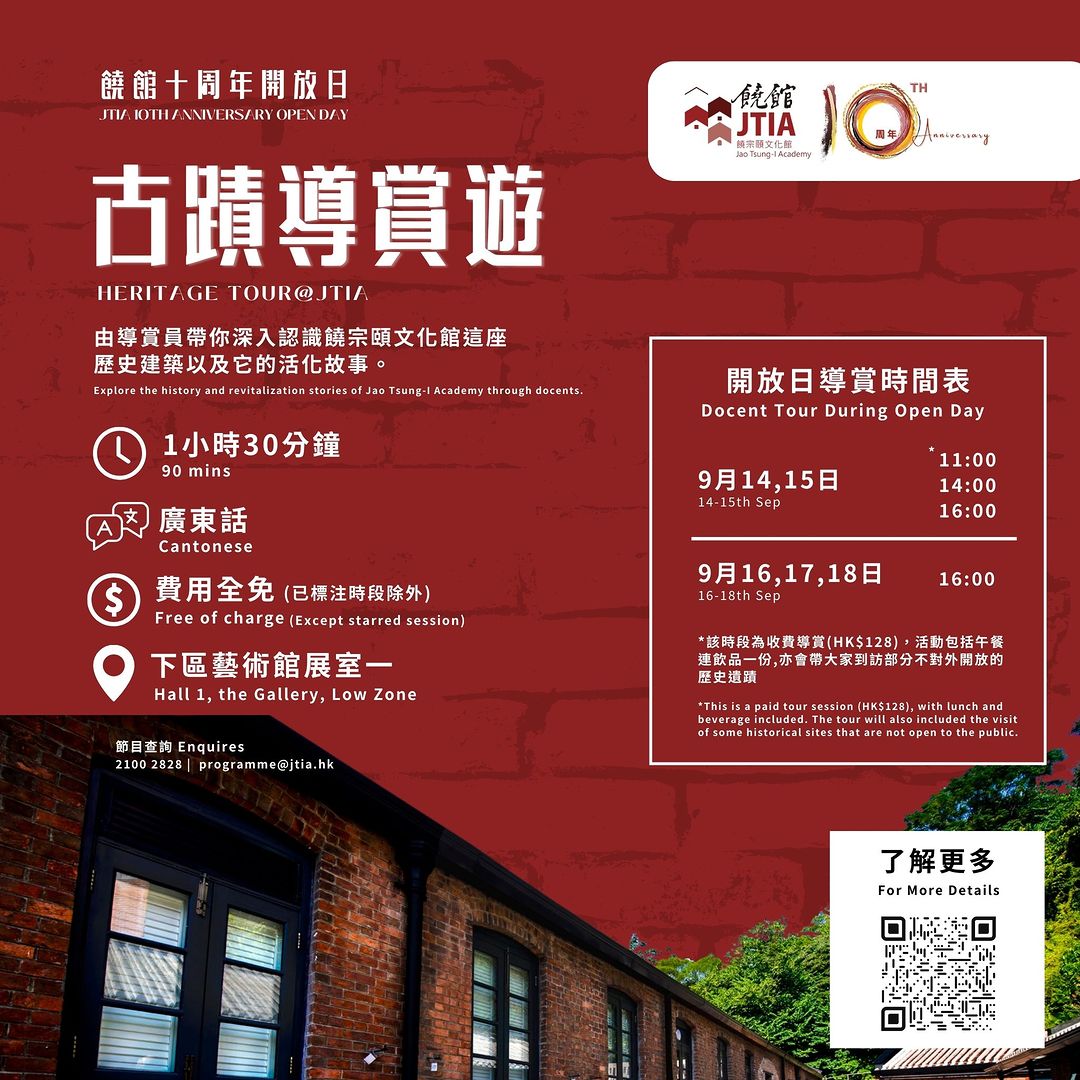 饒館十周年開放日
JTIA 10TH ANNIVERSARY OPEN DAY
饒館
JTIA
饒宗頤文化館
Jao Tsung-I Academy
10TH
周年
Anniversary
古蹟導賞遊
HERITAGE TOUR@JTIA
由導賞員帶你深入認識饒宗頤文化館這座
歷史建築以及它的活化故事。
Explore the history and revitalization stories of Jao Tsung-I Academy through docents.
1小時30分鐘
90 mins
A 文
廣東話
Cantonese
$
費用全免 (已標注時段除外)
Free of charge (Except starred session)
下區藝術館展室一
Hall 1, the Gallery, Low Zone
節目查詢 Enquires
2100 2828 | programme@jtia.hk
開放日導賞時間表
Docent Tour During Open Day
9月14,15日
14-15th Sep
*11:00
14:00
16:00
9月16,17,18日
16-18th Sep
16:00
*該時段為收費導賞(HK$128)，活動包括午餐
連飲品一份,亦會帶大家到訪部分不對外開放的
歷史遺蹟
*This is a paid tour session (HK$128), with lunch and
beverage included. The tour will also included the visit
of some historical sites that are not open to the public.
了解更多
For More Details